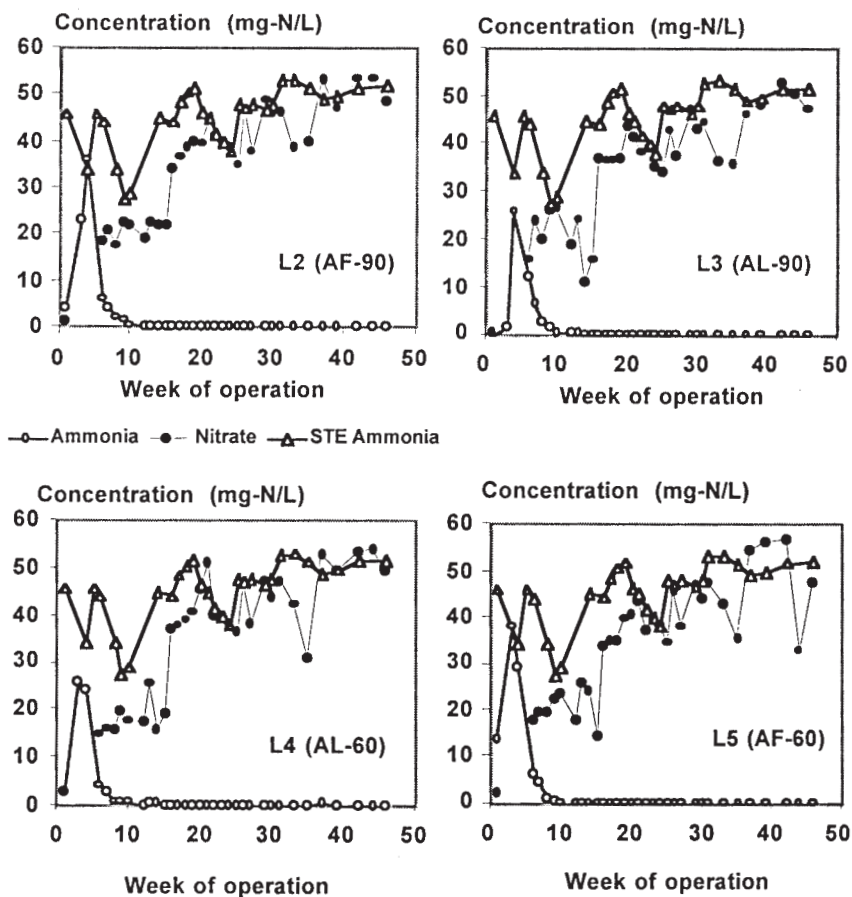 Concentration (mg-N/L)
60
50
40
30
20
10
0
L2 (AF-90)
0 10 20 30 40 50
Week of operation
Concentration (mg-N/L)
60
50
40
30
20
10
0
L3 (AL-90)
0 10 20 30 40 50
Week of operation
Ammonia Nitrate STE Ammonia
Concentration (mg-N/L)
60
50
40
30
20
10
0
L4 (AL-60)
0 10 20 30 40 50
Week of operation
Concentration (mg-N/L)
60
50
40
30
20
10
0
L5 (AF-60)
0 10 20 30 40 50
Week of operation